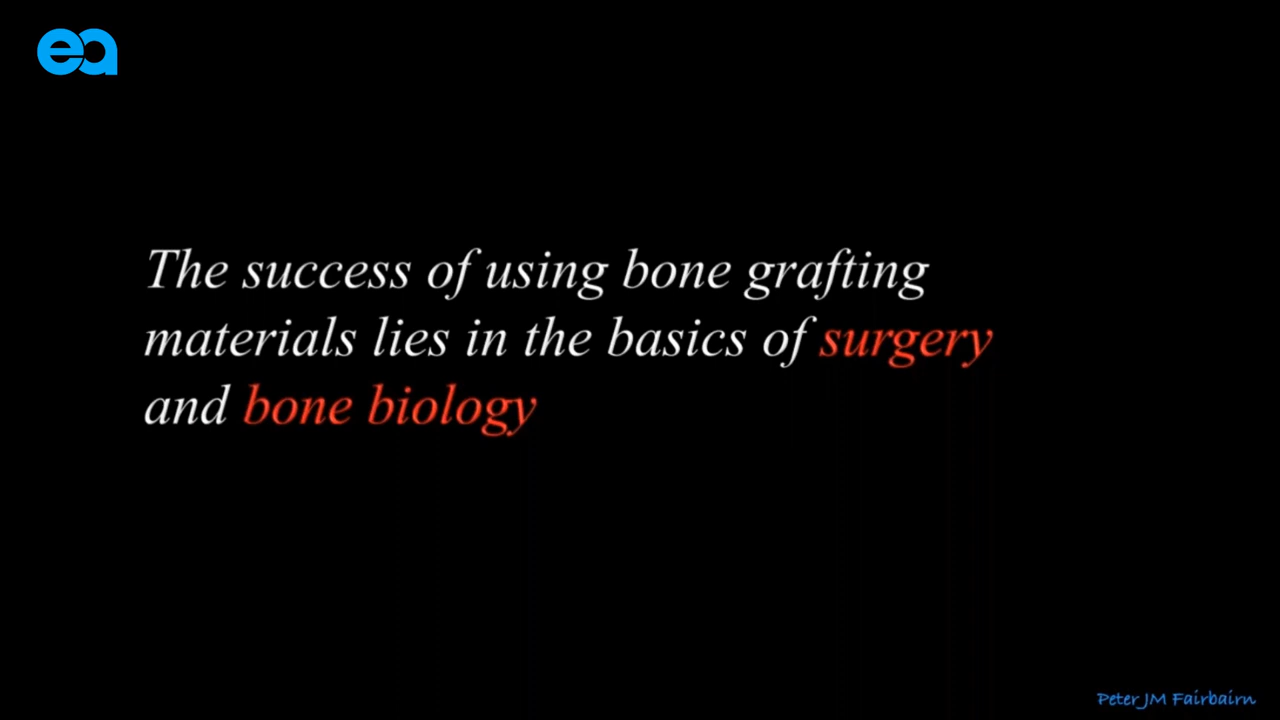 ea
The success of using bone grafting
materials lies in the basics of surgery
and bone biology
Peter JM Fairbairn